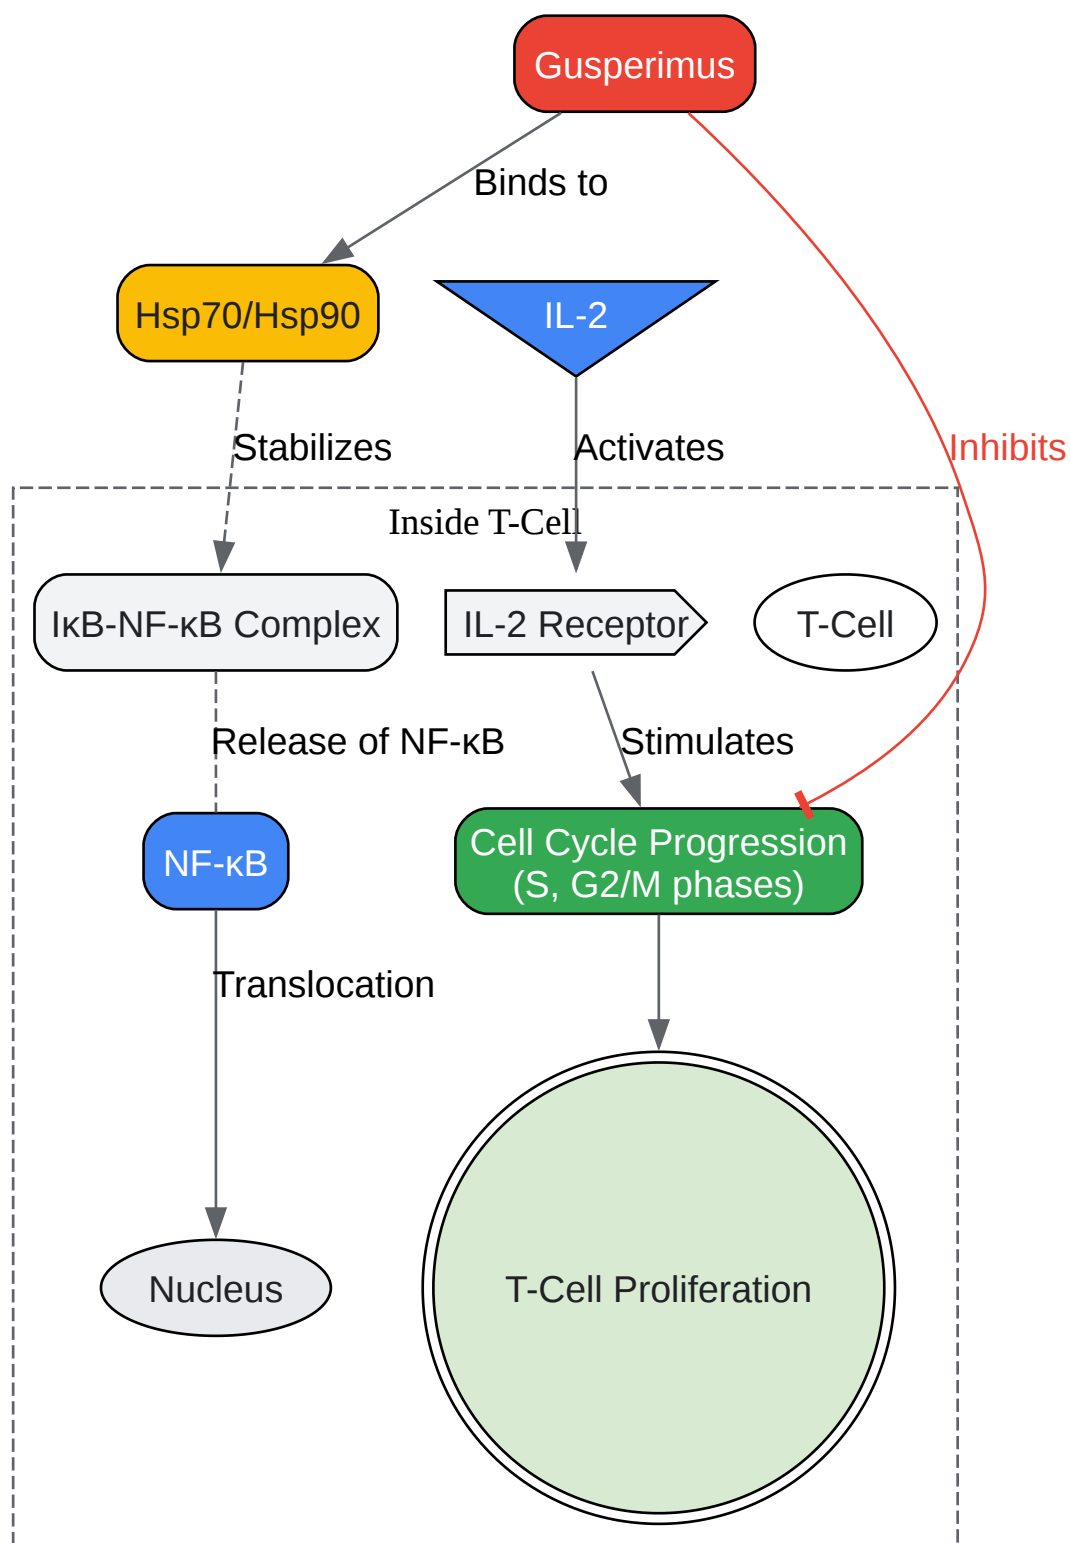 Gusperimus
Binds to
Hsp70/Hsp90
IL-2
Stabilizes
Activates
Inhibits
Inside T-Cell
IκB-NF-κB Complex
IL-2 Receptor
T-Cell
Release of NF-κB
Stimulates
NF-κB
Cell Cycle Progression
(S, G2/M phases)
Translocation
Nucleus
T-Cell Proliferation